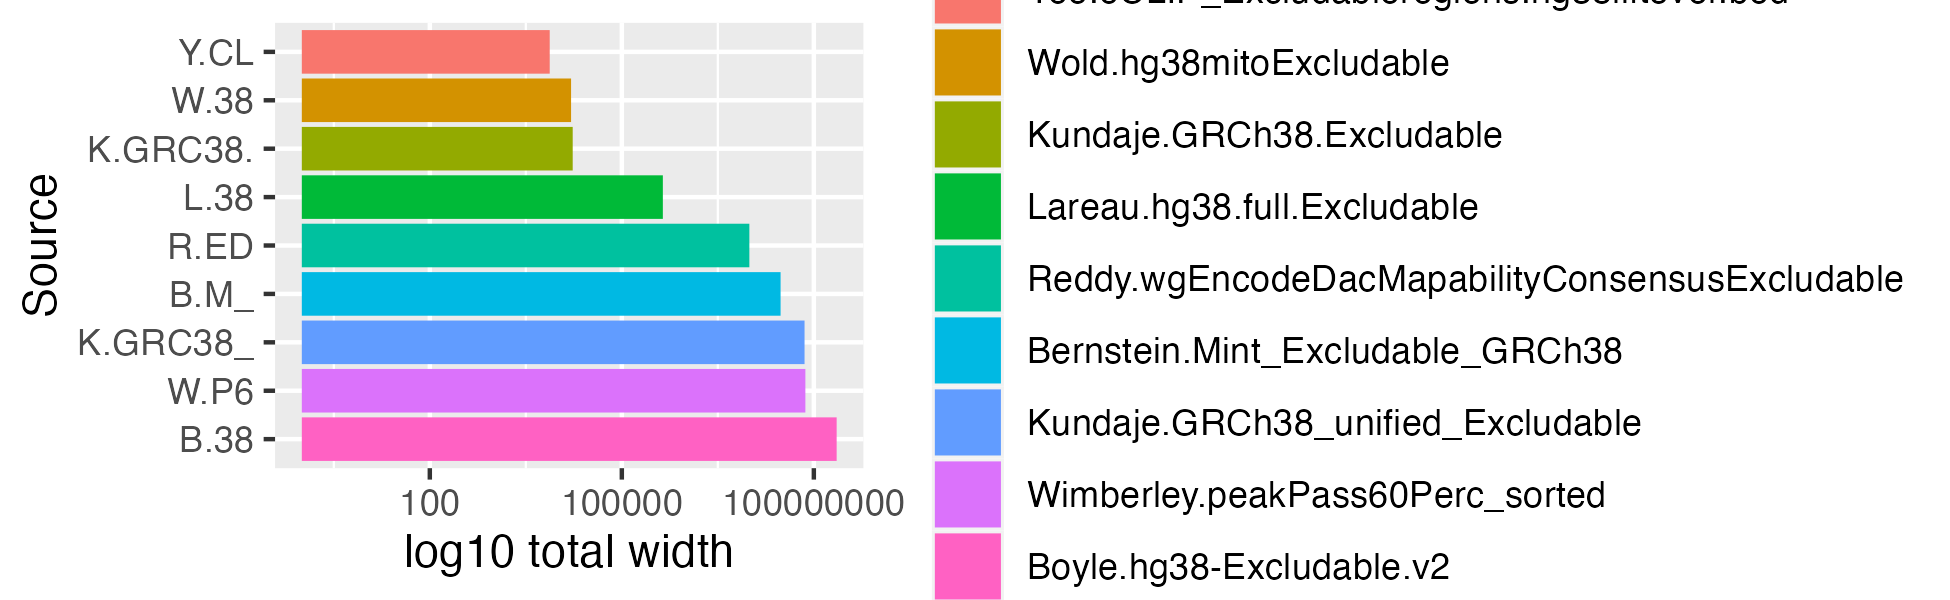 Y.CL
W.38
K.GRC38.
L.38
R.ED
B.M_
K.GRC38_
W.P6
B.38
Source
100 100000 100000000
log10 total width
Wold.hg38mitoExcludable
Kundaje.GRCh38.Excludable
Lareau.hg38.full.Excludable
Reddy.wgEncodeDacMapabilityConsensusExcludable
Bernstein.Mint_Excludable_GRCh38
Kundaje.GRCh38_unified_Excludable
Wimberley.peakPass60Perc_sorted
Boyle.hg38-Excludable.v2